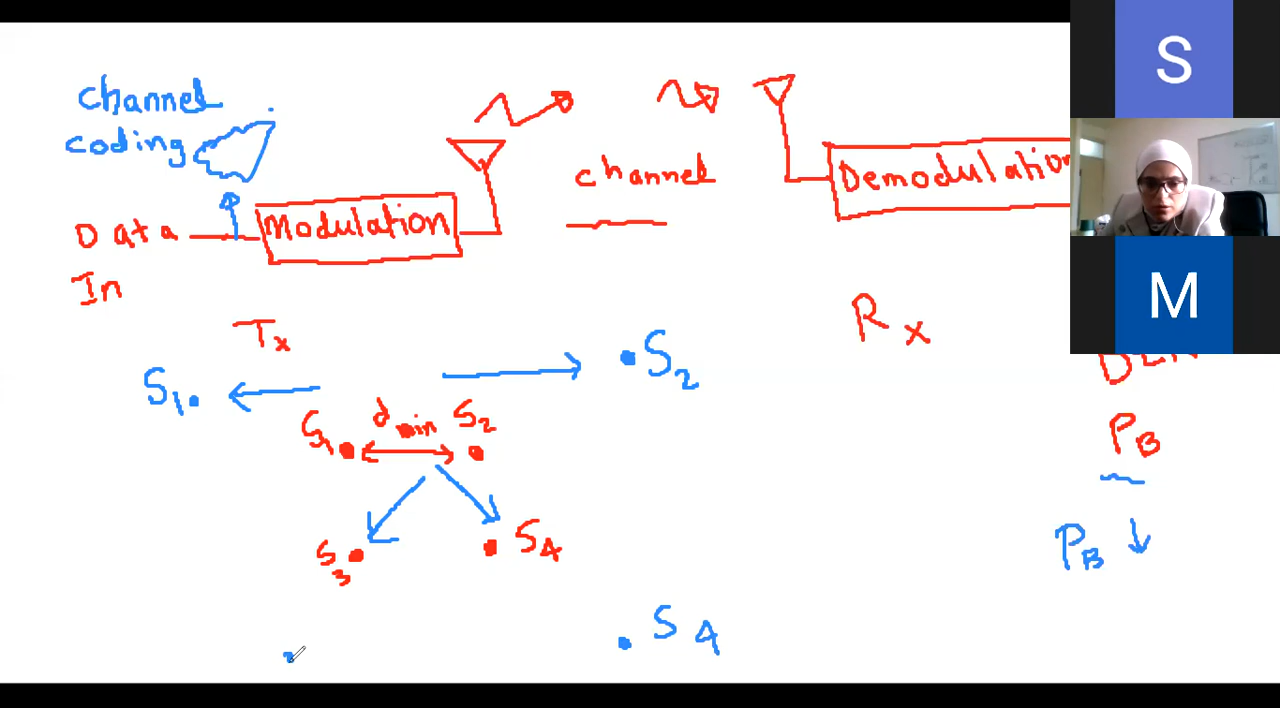 channel
coding
Data
In
Modulation
channel
Demodulation
Tx
Rx
S1
S2
S1
dmin
S2
S3
S4
S4
PB
PB
S
M